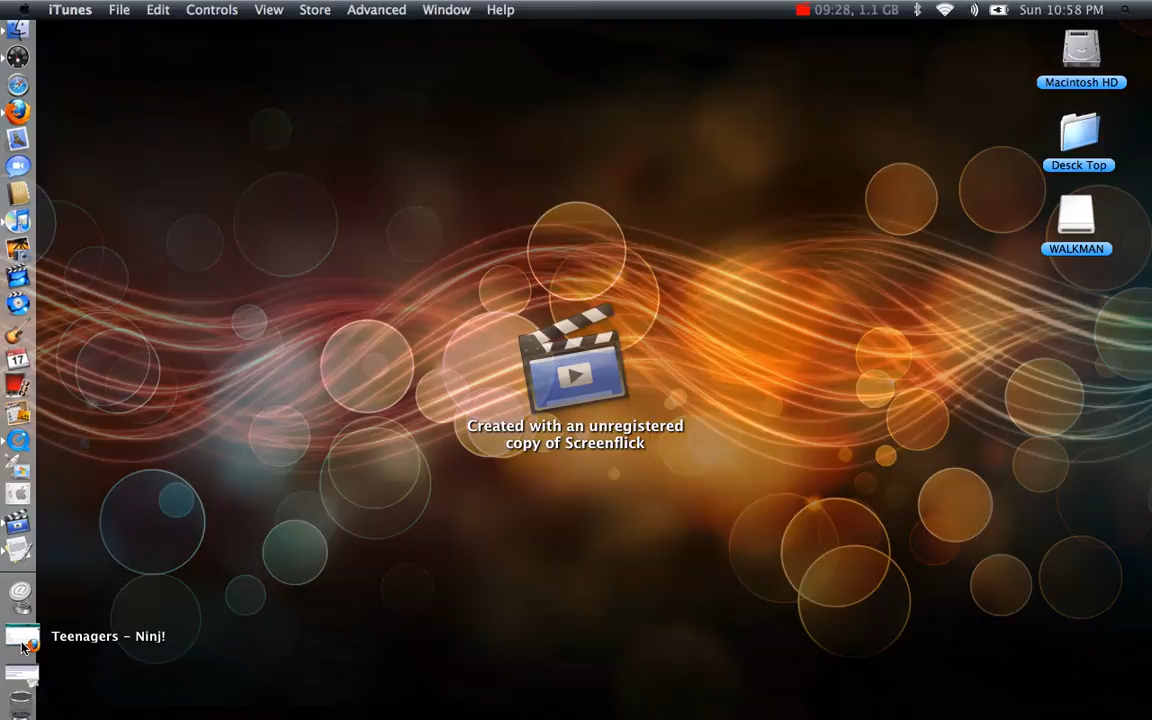 iTunes File Edit Controls View Store Advanced Window Help 09:28, 1.1 GB Sun 10:58 PM
Macintosh HD
Desck Top
WALKMAN
17
Created with an unregistered
copy of Screenflick
Teenagers - Ninj!